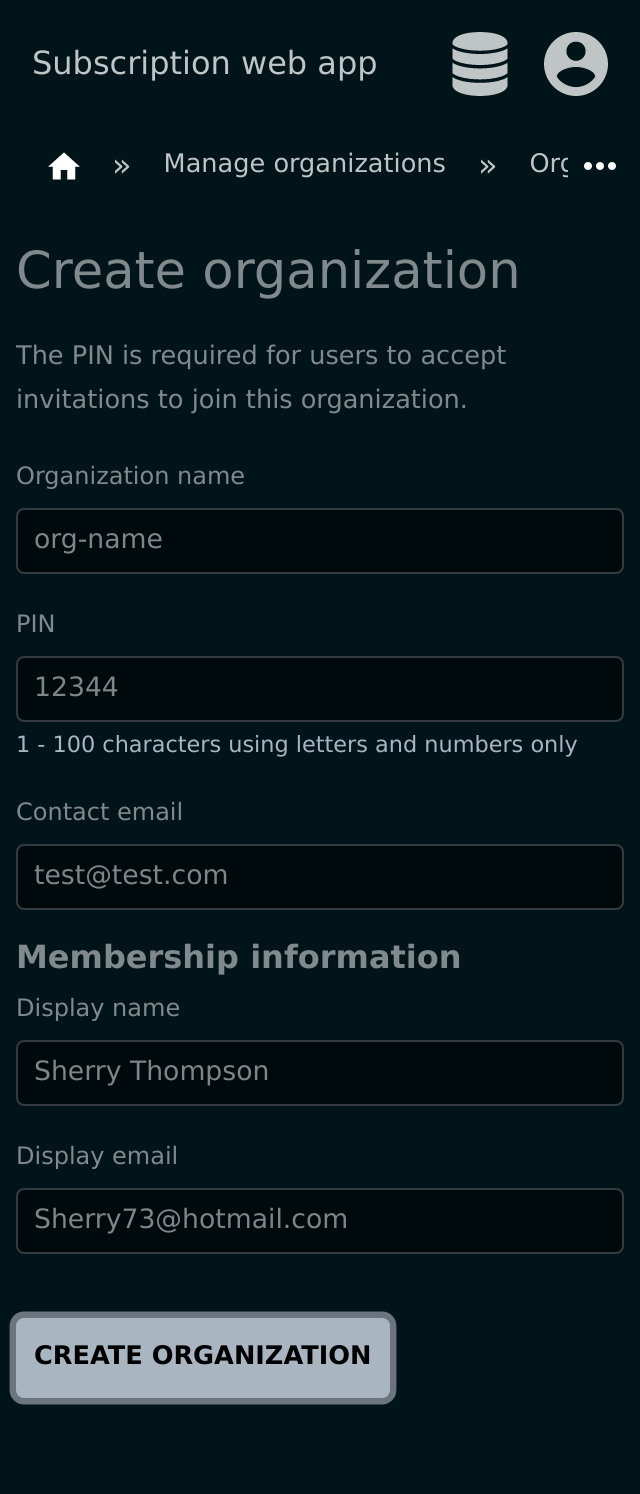 Subscription web app
» Manage organizations » Org
Create organization
The PIN is required for users to accept
invitations to join this organization.
Organization name
org-name
PIN
12344
1 - 100 characters using letters and numbers only
Contact email
test@test.com
Membership information
Display name
Sherry Thompson
Display email
Sherry73@hotmail.com
CREATE ORGANIZATION